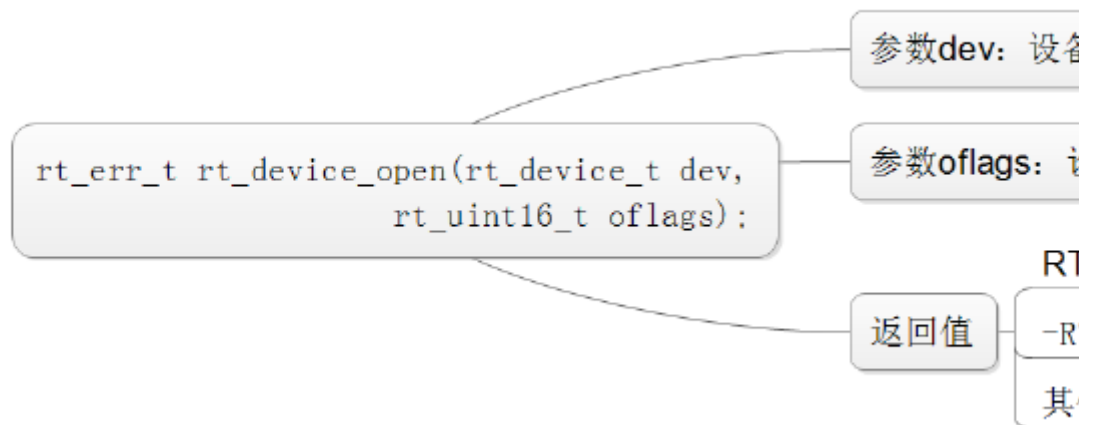 参数dev：设
rt_err_t rt_device_open(rt_device_t dev,
rt_uint16_t oflags);
参数oflags：
返回值
RT
-R
其